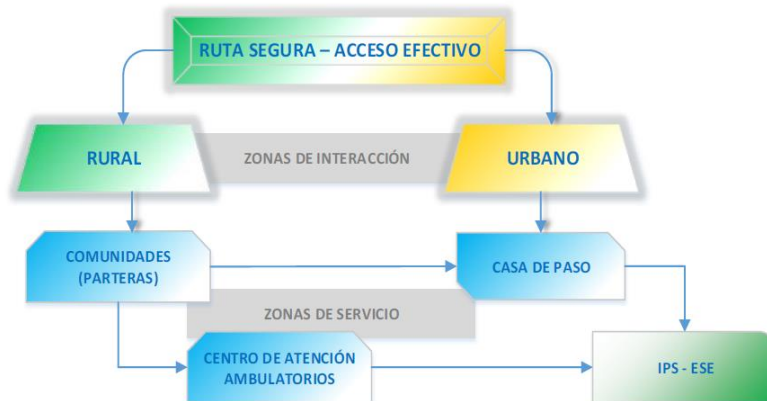 RUTA SEGURA – ACCESO EFECTIVO
RURAL
ZONAS DE INTERACCIÓN
URBANO
COMUNIDADES
(PARTERAS)
CASA DE PASO
ZONAS DE SERVICIO
CENTRO DE ATENCIÓN
AMBULATORIOS
IPS - ESE